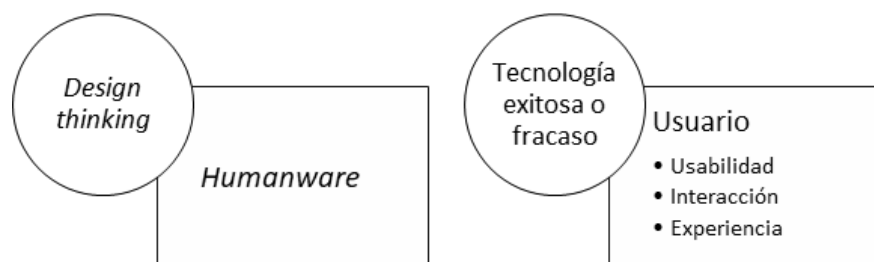 Design
thinking
Humanware
Tecnología
exitosa o
fracaso
Usuario
• Usabilidad
• Interacción
• Experiencia